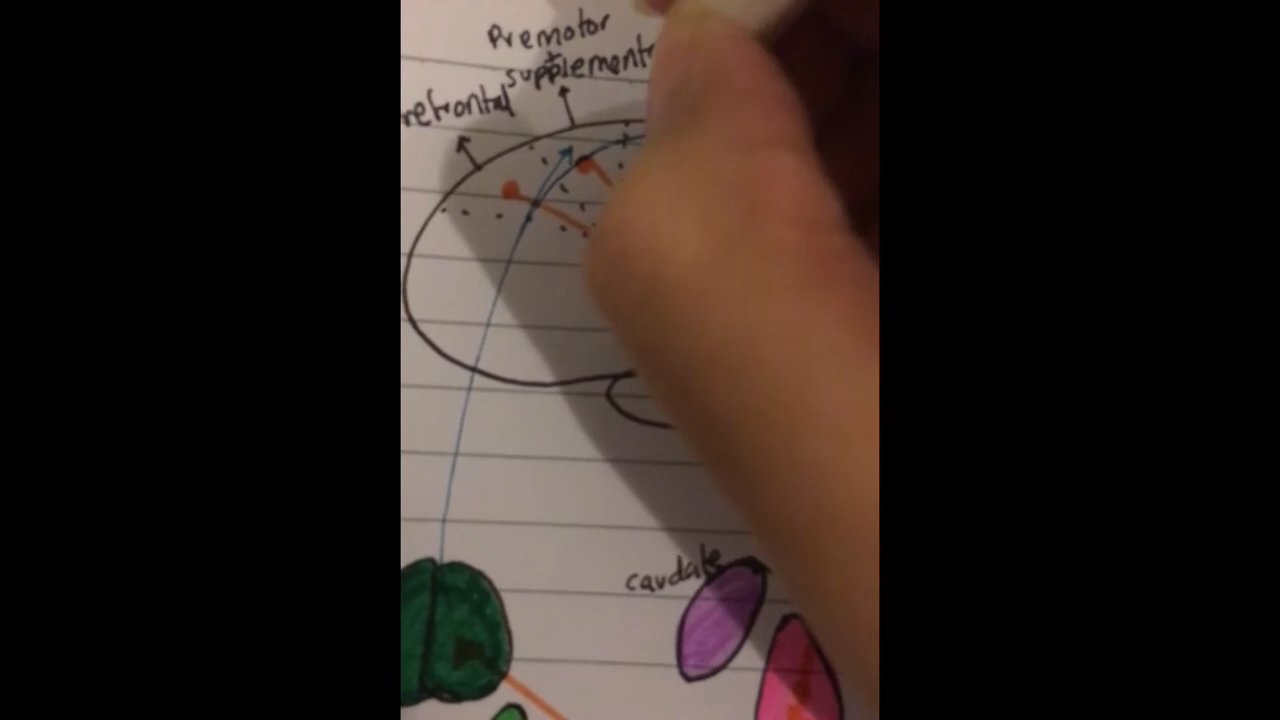 Premotor
+
supplement
refrontal
caudate